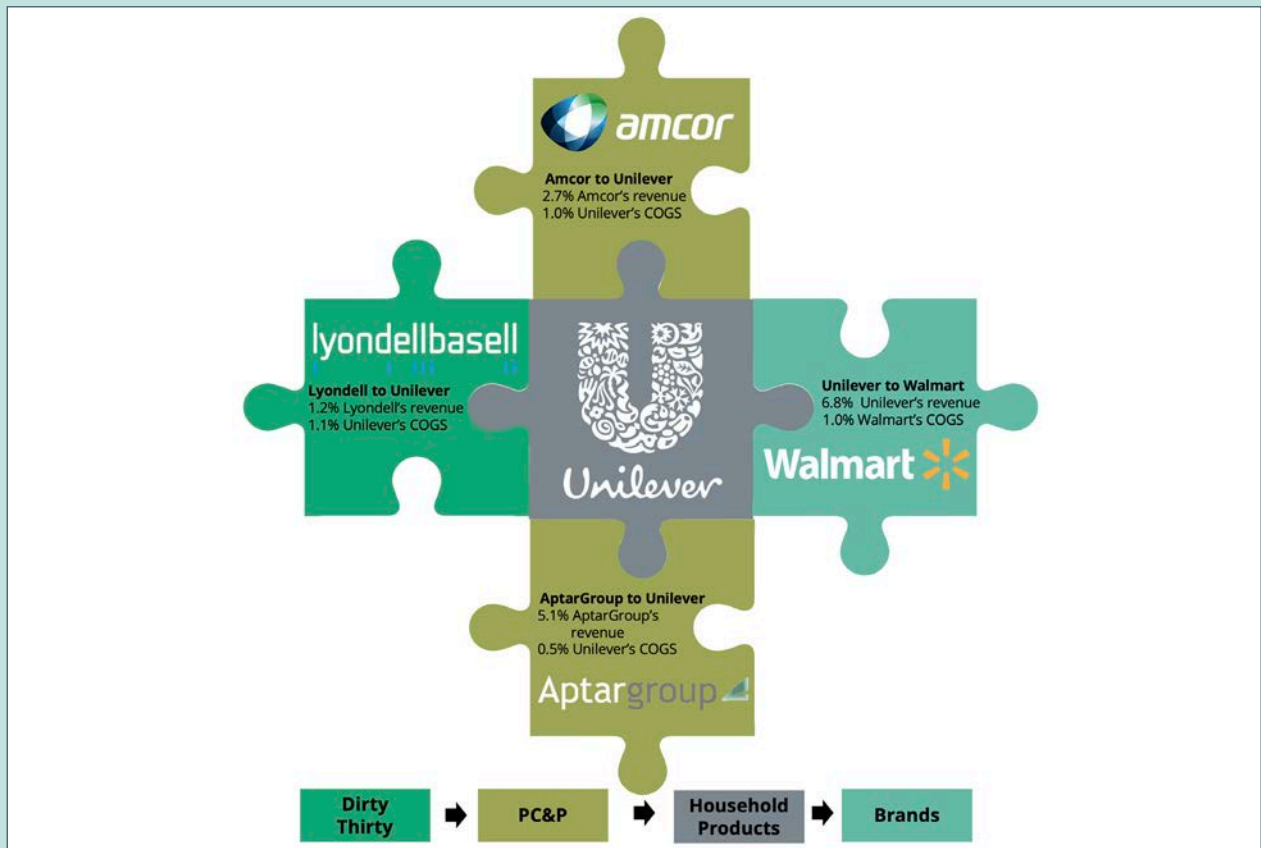 amcor
Amcor to Unilever
2.7% Amcor's revenue
1.0% Unilever's COGS
lyondellbasell
Lyondell to Unilever
1.2% Lyondell's revenue
1.1% Unilever's COGS
Unilever
Unilever to Walmart
6.8% Unilever's revenue
1.0% Walmart's COGS
Walmart
AptarGroup to Unilever
5.1% AptarGroup's
revenue
0.5% Unilever's COGS
Aptargroup
Dirty
Thirty
PC&P
Household
Products
Brands